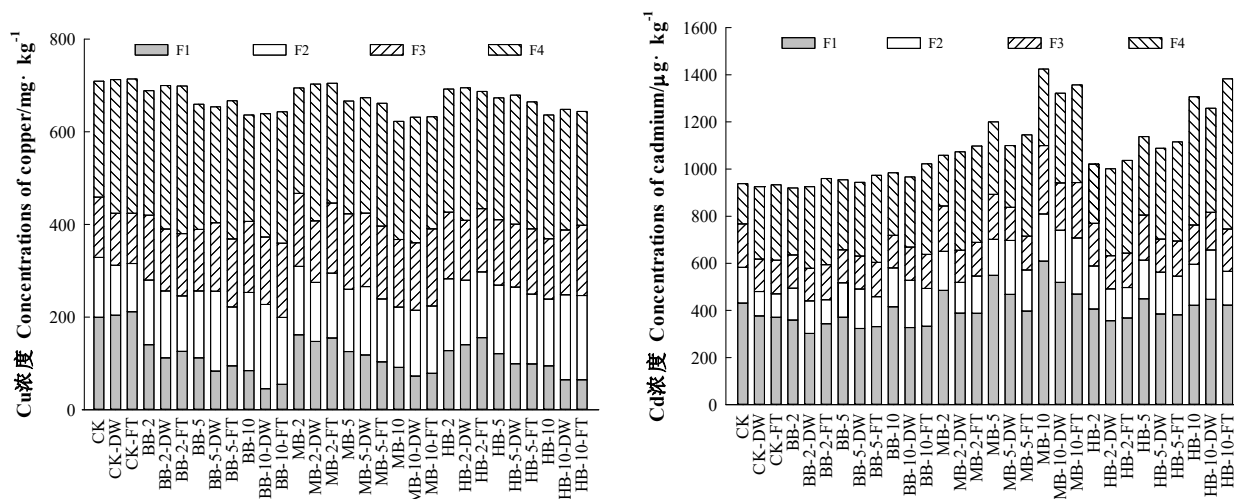 Cu浓度 Concentrations of copper/mg· kg-1
800
600
400
200
0
F1 F2 F3 F4
CK
CK-DW
CK-FT
BB-2
BB-2-DW
BB-2-FT
BB-5
BB-5-DW
BB-5-FT
BB-10
BB-10-DW
BB-10-FT
MB-2
MB-2-DW
MB-2-FT
MB-5
MB-5-DW
MB-5-FT
MB-10
MB-10-DW
MB-10-FT
HB-2
HB-2-DW
HB-2-FT
HB-5
HB-5-DW
HB-5-FT
HB-10
HB-10-DW
HB-10-FT
Cd浓度 Concentrations of cadmium/μg· kg-1
1600
1400
1200
1000
800
600
400
200
0
F1 F2 F3 F4
CK
CK-DW
CK-FT
BB-2
BB-2-DW
BB-2-FT
BB-5
BB-5-DW
BB-5-FT
BB-10
BB-10-DW
BB-10-FT
MB-2
MB-2-DW
MB-2-FT
MB-5
MB-5-DW
MB-5-FT
MB-10
MB-10-DW
MB-10-FT
HB-2
HB-2-DW
HB-2-FT
HB-5
HB-5-DW
HB-5-FT
HB-10
HB-10-DW
HB-10-FT